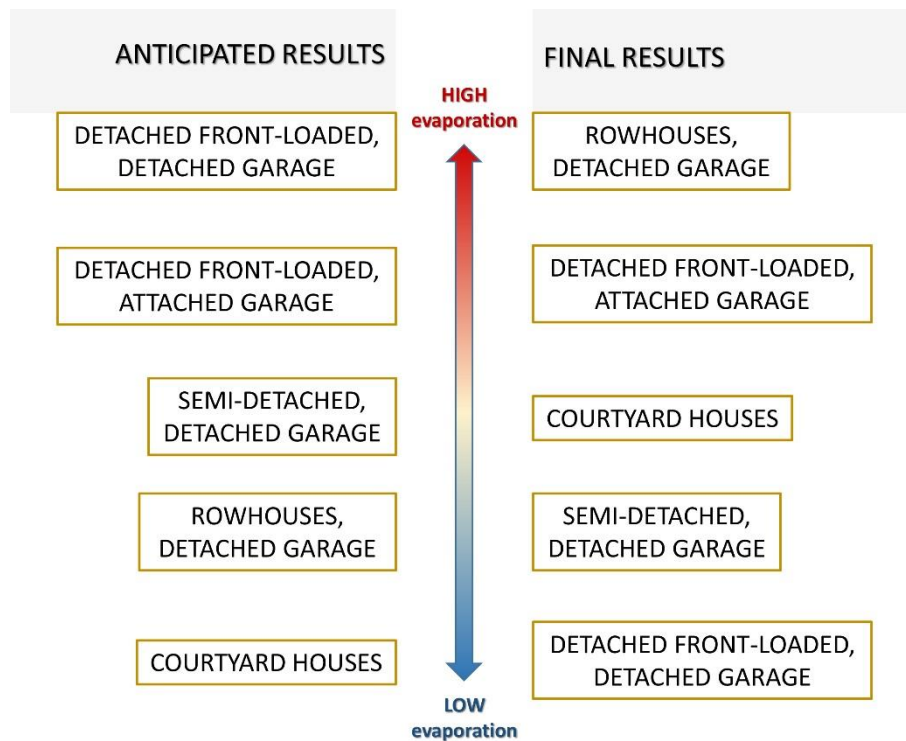 ANTICIPATED RESULTS
FINAL RESULTS
HIGH
evaporation
DETACHED FRONT-LOADED,
DETACHED GARAGE
ROWHOUSES,
DETACHED GARAGE
DETACHED FRONT-LOADED,
ATTACHED GARAGE
DETACHED FRONT-LOADED,
ATTACHED GARAGE
SEMI-DETACHED,
DETACHED GARAGE
COURTYARD HOUSES
ROWHOUSES,
DETACHED GARAGE
SEMI-DETACHED,
DETACHED GARAGE
COURTYARD HOUSES
DETACHED FRONT-LOADED,
DETACHED GARAGE
LOW
evaporation